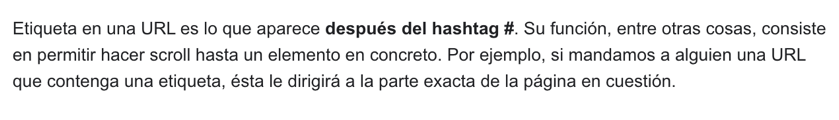 Etiqueta en una URL es lo que aparece después del hashtag #. Su función, entre otras cosas, consiste
en permitir hacer scroll hasta un elemento en concreto. Por ejemplo, si mandamos a alguien una URL
que contenga una etiqueta, ésta le dirigirá a la parte exacta de la página en cuestión.